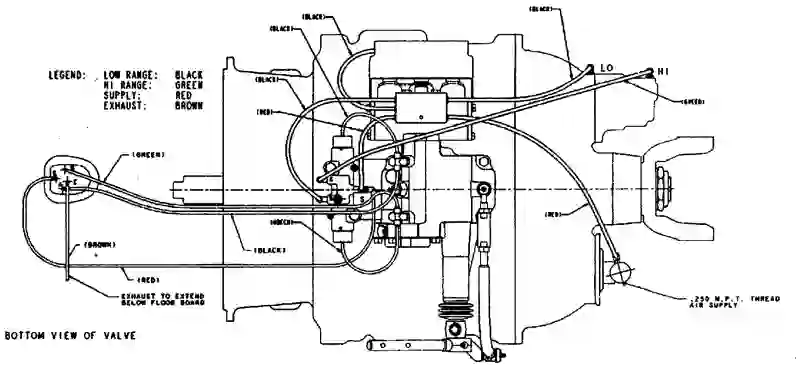 (BLACK)
(BLACK)
(BLACK)
LEGEND: LOW RANGE: BLACK
HI RANGE: GREEN
SUPPLY: RED
EXHAUST: BROWN
(BLACK)
(BLACK)
LO
HI
(GREEN)
(RED)
(GREEN)
S
S
(RED)
(GREEN)
(BROWN)
(BLACK)
(RED)
EXHAUST TO EXTEND
BELOW FLOOR BOARD
.250 N.P.T. THREAD
AIR SUPPLY
BOTTOM VIEW OF VALVE